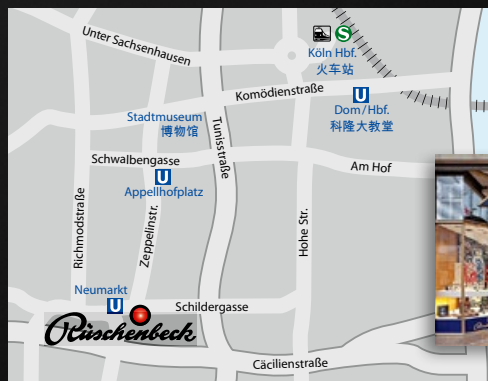 Unter Sachsenhausen
S
Köln Hbf.
火车站
Komödienstraße
U
Dom/Hbf.
科隆大教堂
Stadtmuseum
博物馆
Tunisstraße
Schwalbengasse
Am Hof
U
Appellhofplatz
Richmodstraße
Zeppelinstr.
Hohe Str.
Neumarkt
U
Schildergasse
Rüschenbeck
Cäcilienstraße